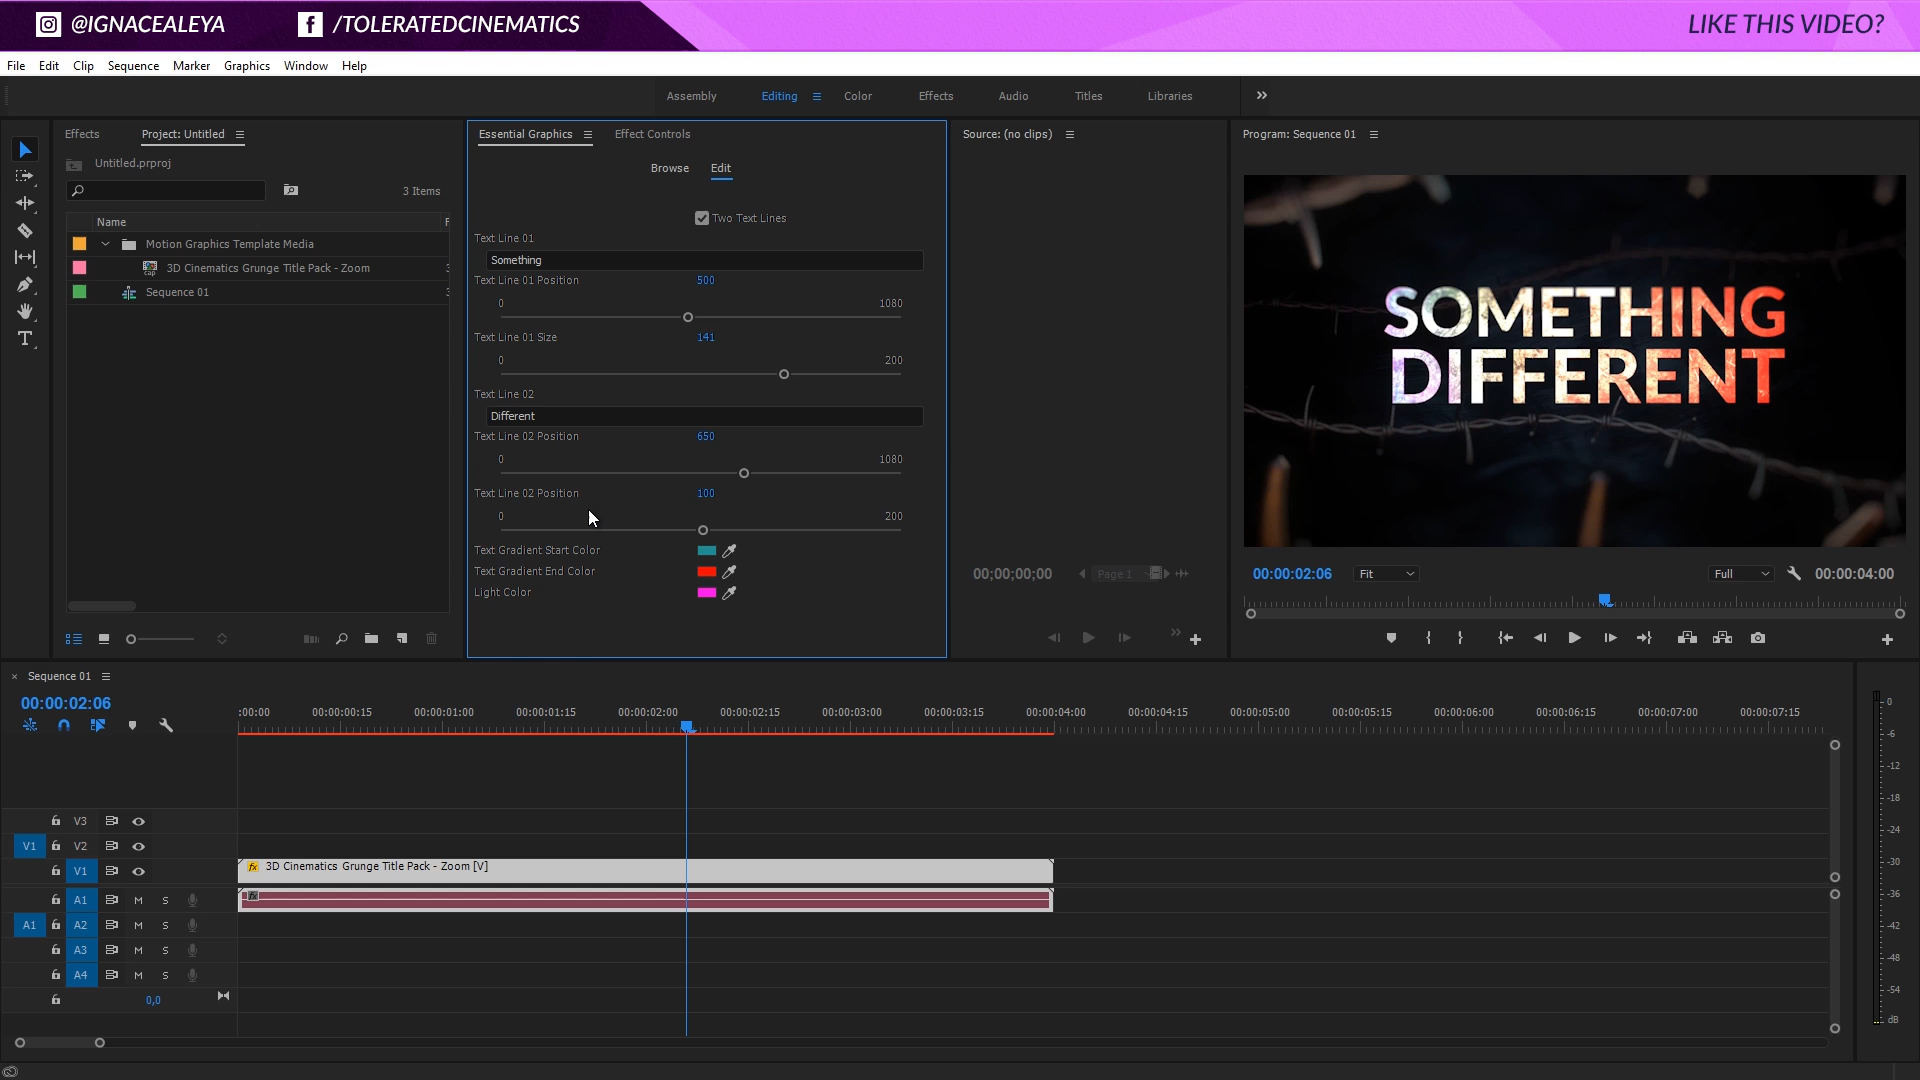 @IGNACEALEYA
/TOLERATEDCINEMATICS
LIKE THIS VIDEO?
File Edit Clip Sequence Marker Graphics Window Help
Assembly Editing Color Effects Audio Titles Libraries
Effects Project: Untitled
Untitled.prproj
3 Items
Name
Motion Graphics Template Media
3D Cinematics Grunge Title Pack - Zoom
Sequence 01
Essential Graphics Effect Controls
Browse Edit
Two Text Lines
Text Line 01
Something
Text Line 01 Position 500
0 1080
Text Line 01 Size 141
0 200
Text Line 02
Different
Text Line 02 Position 650
0 1080
Text Line 02 Position 100
0 200
Text Gradient Start Color
Text Gradient End Color
Light Color
Source: (no clips)
00;00;00;00
Page 1
Program: Sequence 01
SOMETHING
DIFFERENT
00:00:02:06 Fit Full 00:00:04:00
Sequence 01
00:00:02:06
:00:00 00:00:00:15 00:00:01:00 00:00:01:15 00:00:02:00 00:00:02:15 00:00:03:00 00:00:03:15 00:00:04:00 00:00:04:15 00:00:05:00 00:00:05:15 00:00:06:00 00:00:06:15 00:00:07:00 00:00:07:15
V3
V1 V2
V1 fx 3D Cinematics Grunge Title Pack - Zoom [V]
A1 M S fx
A1 A2 M S
A3 M S
A4 M S
0,0
0
-6
-12
-18
-24
-30
-36
-42
-48
-54
dB